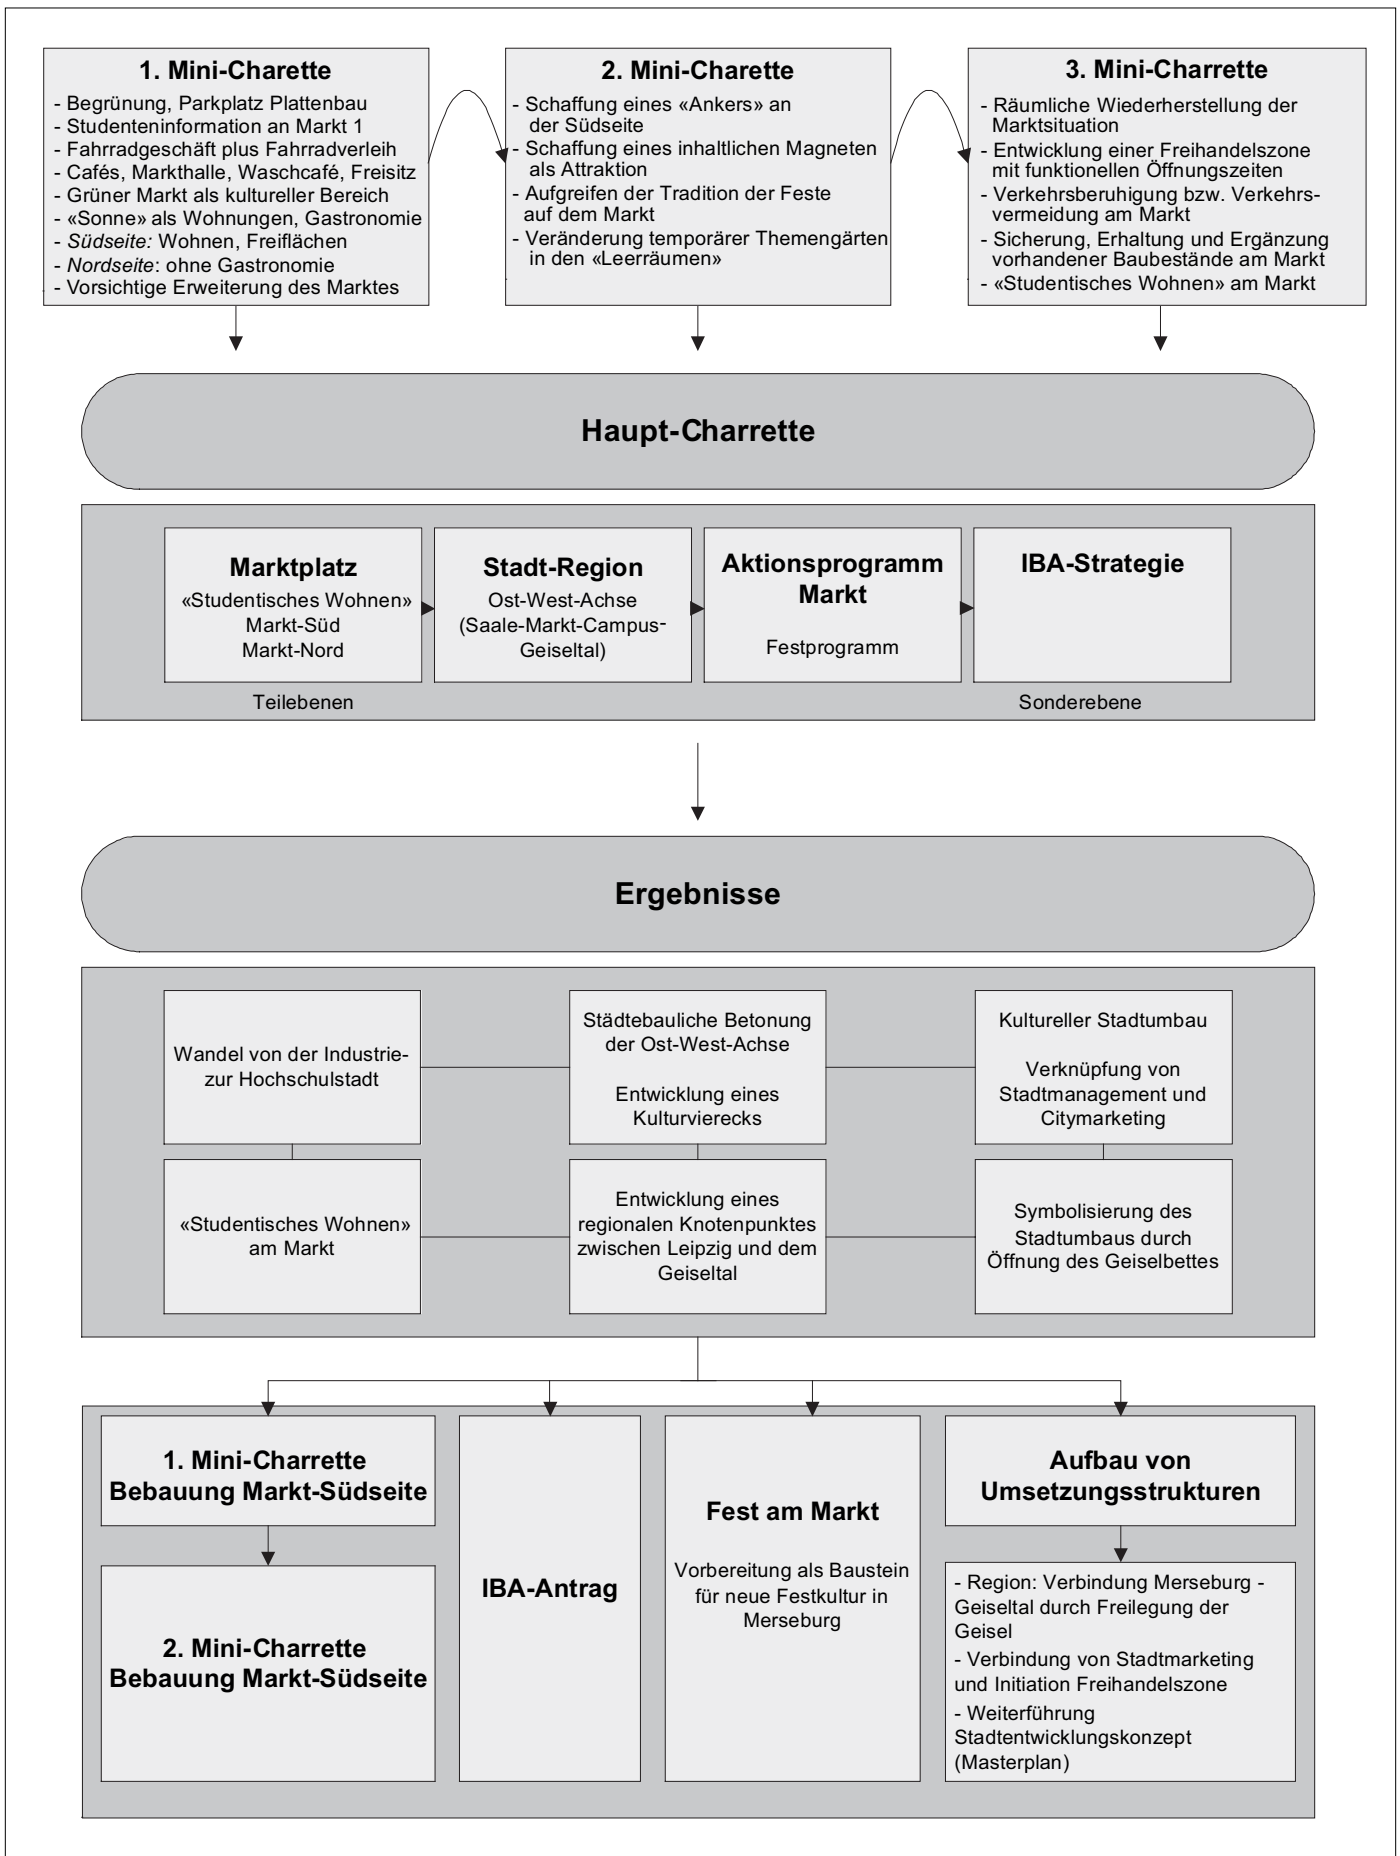 1. Mini-Charette
- Begrünung, Parkplatz Plattenbau
- Studenteninformation an Markt 1
- Fahrradgeschäft plus Fahrradverleih
- Cafés, Markthalle, Waschcafé, Freisitz
- Grüner Markt als kultureller Bereich
- «Sonne» als Wohnungen, Gastronomie
- Südseite: Wohnen, Freiflächen
- Nordseite: ohne Gastronomie
- Vorsichtige Erweiterung des Marktes
2. Mini-Charette
- Schaffung eines «Ankers» an
der Südseite
- Schaffung eines inhaltlichen Magneten
als Attraktion
- Aufgreifen der Tradition der Feste
auf dem Markt
- Veränderung temporärer Themengärten
in den «Leerräumen»
3. Mini-Charrette
- Räumliche Wiederherstellung der
Marktsituation
- Entwicklung einer Freihandelszone
mit funktionellen Öffnungszeiten
- Verkehrsberuhigung bzw. Verkehrs-
vermeidung am Markt
- Sicherung, Erhaltung und Ergänzung
vorhandener Baubestände am Markt
- «Studentisches Wohnen» am Markt
Haupt-Charrette
Marktplatz
«Studentisches Wohnen»
Markt-Süd
Markt-Nord
Stadt-Region
Ost-West-Achse
(Saale-Markt-Campus-
Geiseltal)
Aktionsprogramm
Markt
Festprogramm
IBA-Strategie
Teilebenen
Sonderebene
Ergebnisse
Wandel von der Industrie-
zur Hochschulstadt
Städtebauliche Betonung
der Ost-West-Achse
Entwicklung eines
Kulturvierecks
Kultureller Stadtumbau
Verknüpfung von
Stadtmanagement und
Citymarketing
«Studentisches Wohnen»
am Markt
Entwicklung eines
regionalen Knotenpunktes
zwischen Leipzig und dem
Geiseltal
Symbolisierung des
Stadtumbaus durch
Öffnung des Geiselbettes
1. Mini-Charrette
Bebauung Markt-Südseite
2. Mini-Charrette
Bebauung Markt-Südseite
IBA-Antrag
Fest am Markt
Vorbereitung als Baustein
für neue Festkultur in
Merseburg
Aufbau von
Umsetzungsstrukturen
- Region: Verbindung Merseburg -
Geiseltal durch Freilegung der
Geisel
- Verbindung von Stadtmarketing
und Initiation Freihandelszone
- Weiterführung
Stadtentwicklungskonzept
(Masterplan)